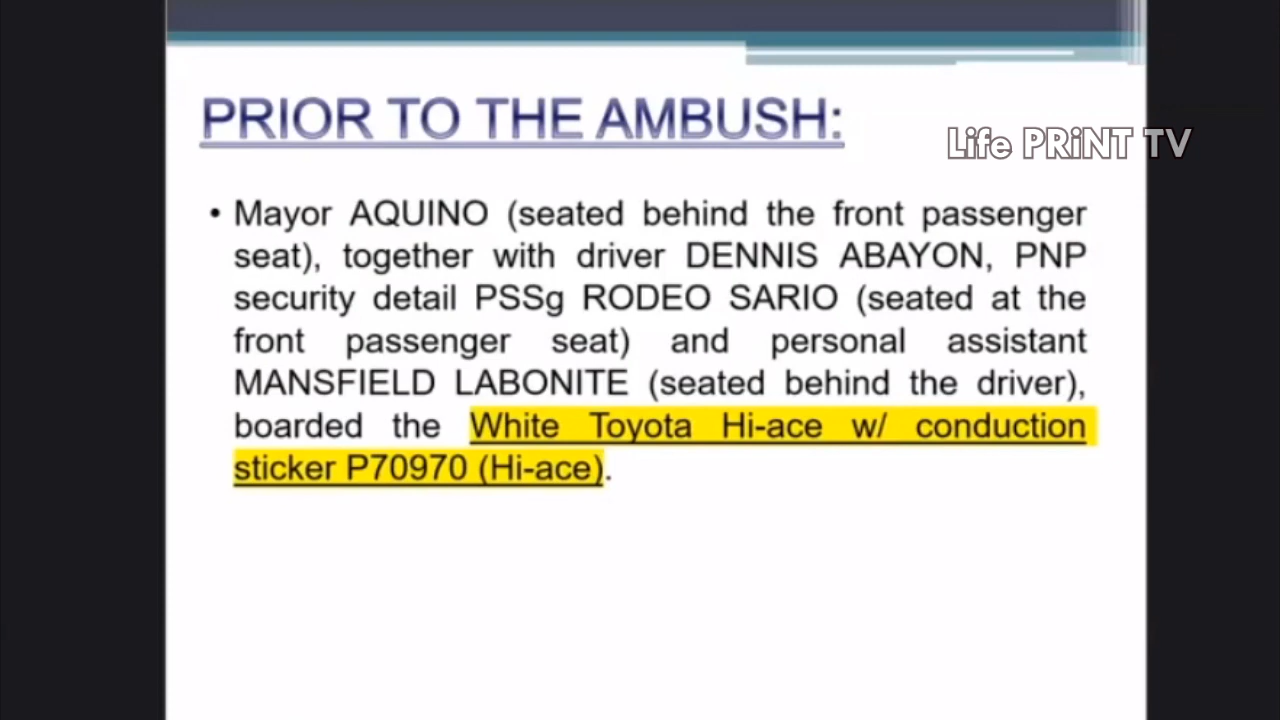 PRIOR TO THE AMBUSH:
Life PRiNT TV
• Mayor AQUINO (seated behind the front passenger
seat), together with driver DENNIS ABAYON, PNP
security detail PSSg RODEO SARIO (seated at the
front passenger seat) and personal assistant
MANSFIELD LABONITE (seated behind the driver),
boarded the White Toyota Hi-ace w/ conduction
sticker P70970 (Hi-ace).